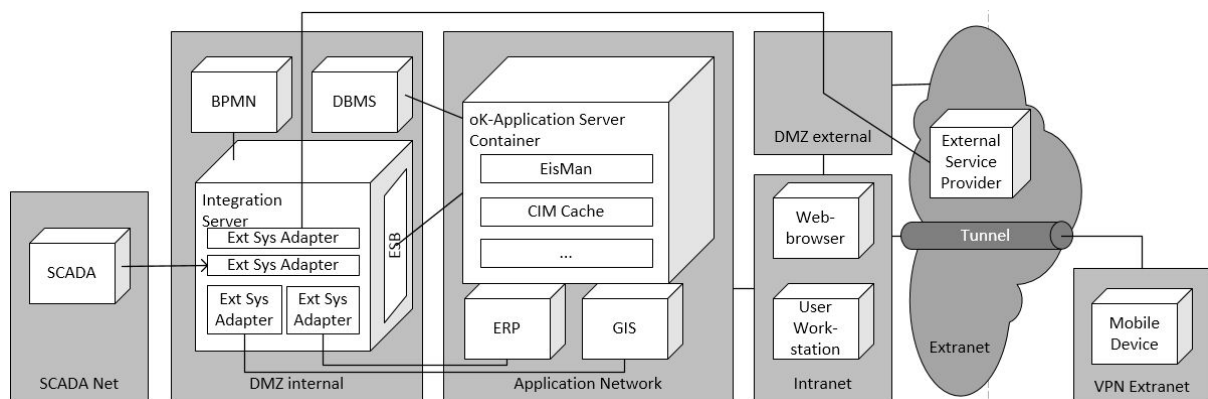 SCADA
SCADA Net
BPMN
DBMS
Integration
Server
Ext Sys Adapter
Ext Sys Adapter
Ext Sys
Adapter
Ext Sys
Adapter
ESB
DMZ internal
oK-Application Server
Container
EisMan
CIM Cache
...
ERP
GIS
Application Network
DMZ external
Web-
browser
User
Work-
station
Intranet
External
Service
Provider
Tunnel
Extranet
Mobile
Device
VPN Extranet